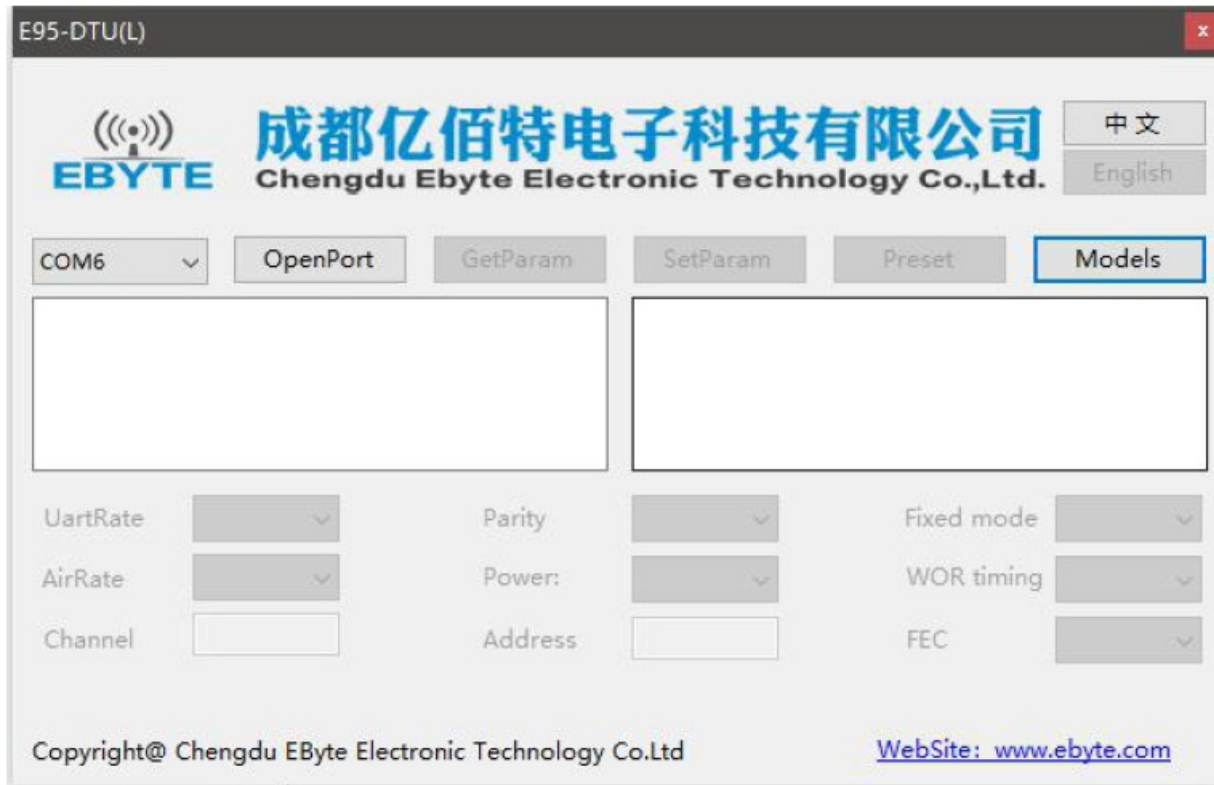 E95-DTU(L)
x
EBYTE
成都亿佰特电子科技有限公司
Chengdu Ebyte Electronic Technology Co.,Ltd.
中文
English
COM6
OpenPort
GetParam
SetParam
Preset
Models
UartRate
Parity
Fixed mode
AirRate
Power:
WOR timing
Channel
Address
FEC
Copyright@ Chengdu EByte Electronic Technology Co.Ltd
WebSite：www.ebyte.com